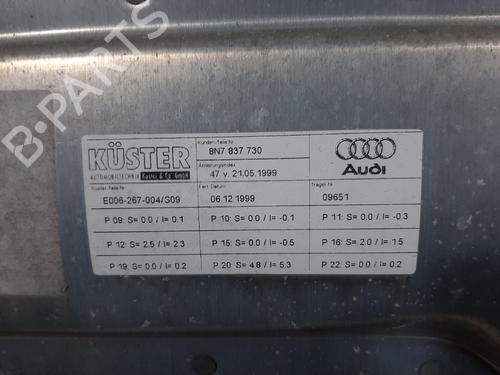 B-Parts
KÜSTER
AUTOMOBILTECHNIK Küster & Co. GmbH
Kunden-Teile Nr
8N7 837 730
Änderungsindex
47 v. 21.05.1999
Audi
Küster-Teile Nr
E006-267-004/S09
Fert. Datum
06.12.1999
Träger Nr
09651
P 09: S= 0.0 / I= 0.1
P 10: S= 0.0 / I= -0.1
P 11: S= 0.0 / I= -0.3
P 12: S= 2.5 / I= 2.3
P 15: S= 0.0 / I= -0.5
P 16: S= 2.0 / I= 1.5
P 19: S= 0.0 / I= 0.2
P 20: S= 4.8 / I= 5.3
P 22: S= 0.0 / I= 0.2